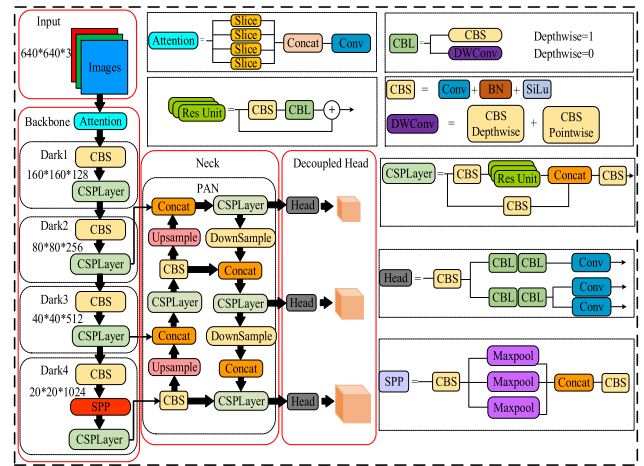 Input
640*640*3
Images
Backbone
Attention
Dark1
CBS
160*160*128
CSPLayer
Dark2
CBS
80*80*256
CSPLayer
Dark3
CBS
40*40*512
CSPLayer
Dark4
CBS
20*20*1024
SPP
CSPLayer
Neck
PAN
Concat
CSPLayer
Upsample
DownSample
CBS
Concat
CSPLayer
CSPLayer
Concat
DownSample
Upsample
Concat
CBS
CSPLayer
Decoupled Head
Head
Head
Head
Attention
=
Slice
Slice
Slice
Slice
Concat
Conv
Res Unit
=
CBS
CBL
+
CBL
=
CBS
Depthwise=1
DWConv
Depthwise=0
CBS = Conv + BN + SiLu
DWConv = CBS Depthwise + CBS Pointwise
CSPLayer
=
CBS
Res Unit
Concat
CBS
CBS
Head
=
CBS
CBL
CBL
Conv
CBL
CBL
Conv
Conv
SPP
=
CBS
Maxpool
Maxpool
Maxpool
Concat
CBS